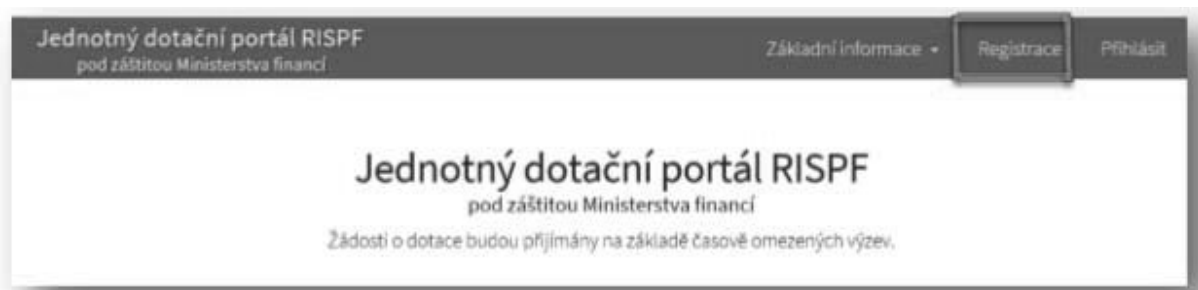 Jednotný dotační portál RISPF
pod záštitou Ministerstva financí
Základní informace
Registrace
Přihlásit
Jednotný dotační portál RISPF
pod záštitou Ministerstva financí
Žádosti o dotace budou přijímány na základě časově omezených výzev.